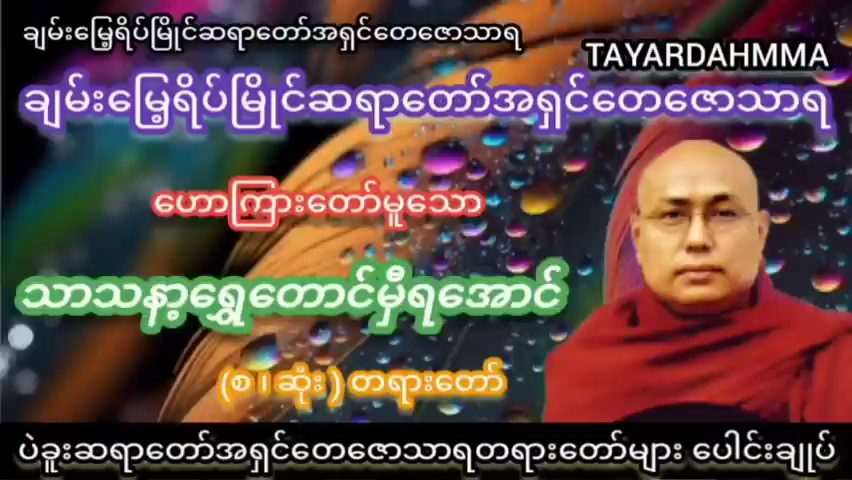 ချမ်းမြေ့ရိပ်မြိုင်ဆရာတော်အရှင်တေဇောသာရ
TAYARDAHMMA
ချမ်းမြေ့ရိပ်မြိုင်ဆရာတော်အရှင်တေဇောသာရ
ဟောကြားတော်မူသော
သာသနာ့ရွှေတောင်မှီရအောင်
(စ ၊ ဆုံး) တရားတော်
ပဲခူးဆရာတော်အရှင်တေဇောသာရတရားတော်များ ပေါင်းချုပ်